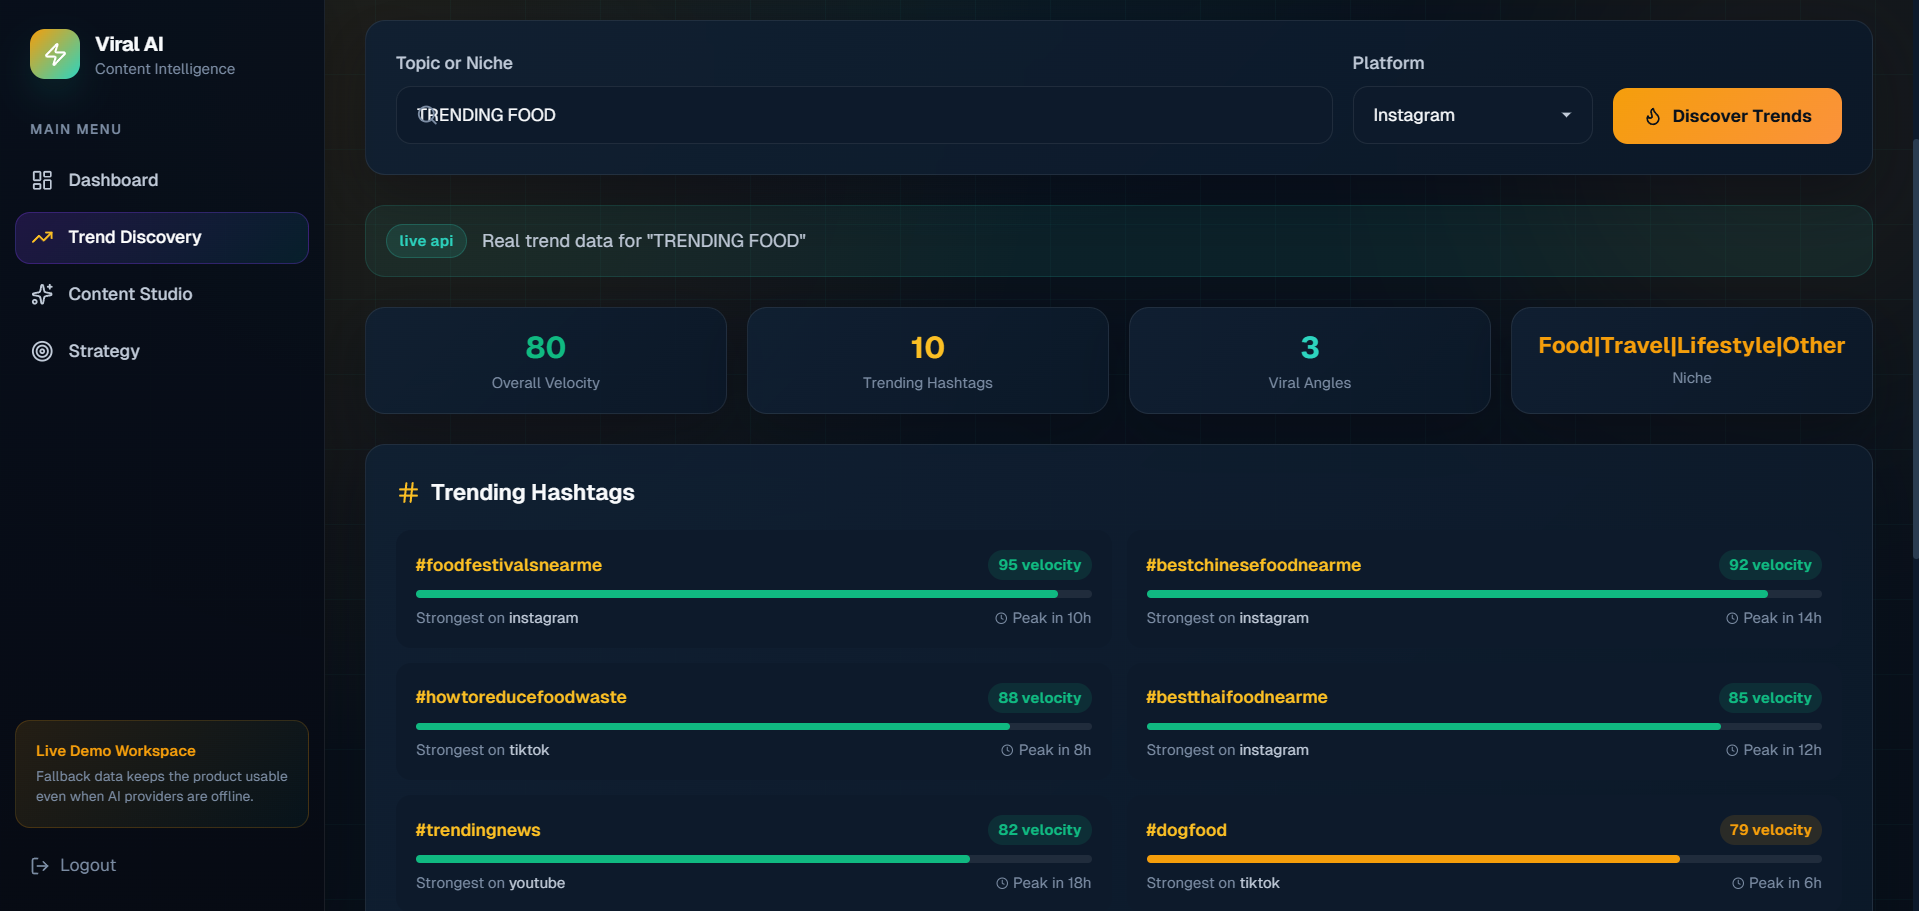 Viral AI
Content Intelligence
MAIN MENU
Dashboard
Trend Discovery
Content Studio
Strategy
Live Demo Workspace
Fallback data keeps the product usable
even when AI providers are offline.
Logout
Topic or Niche
TRENDING FOOD
Platform
Instagram
Discover Trends
live api Real trend data for "TRENDING FOOD"
80
Overall Velocity
10
Trending Hashtags
3
Viral Angles
Food|Travel|Lifestyle|Other
Niche
# Trending Hashtags
#foodfestivalsnearme 95 velocity
Strongest on instagram Peak in 10h
#bestchinesefoodnearme 92 velocity
Strongest on instagram Peak in 14h
#howtoreducefoodwaste 88 velocity
Strongest on tiktok Peak in 8h
#bestthaifoodnearme 85 velocity
Strongest on instagram Peak in 12h
#trendingnews 82 velocity
Strongest on youtube Peak in 18h
#dogfood 79 velocity
Strongest on tiktok Peak in 6h